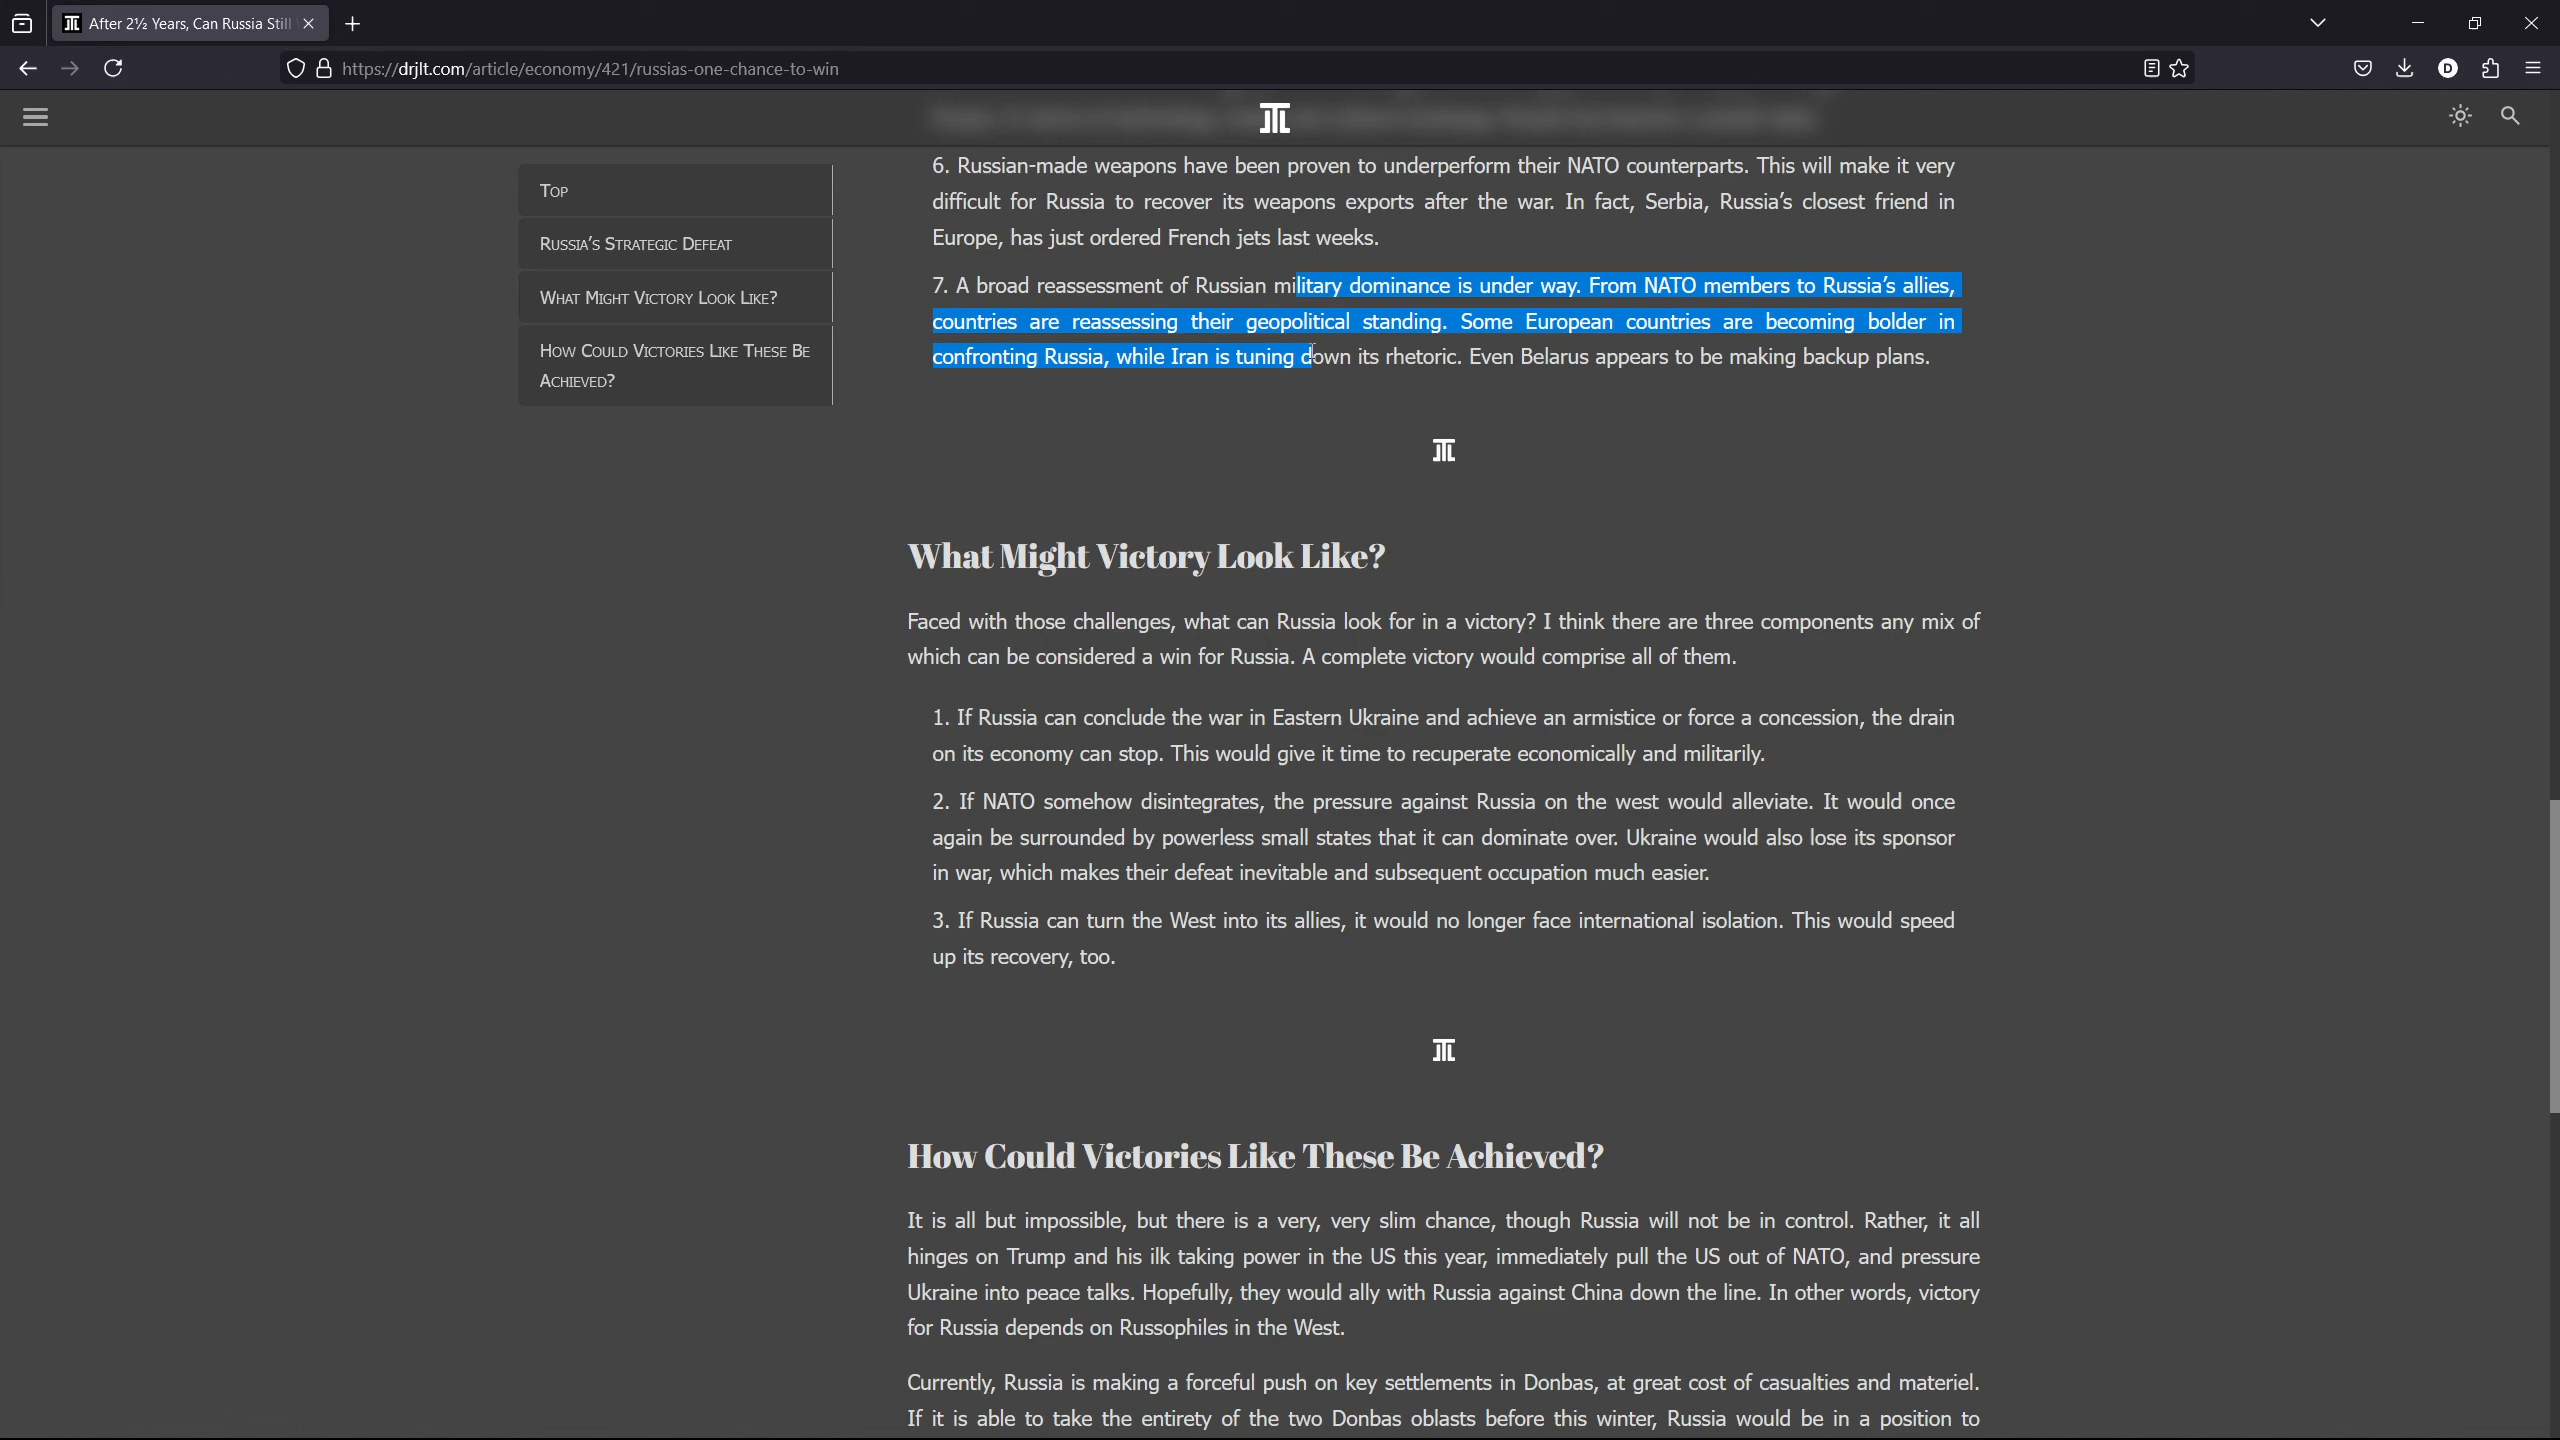 After 2½ Years, Can Russia Still
https://drjlt.com/article/economy/421/russias-one-chance-to-win
Top
Russia's Strategic Defeat
What Might Victory Look Like?
How Could Victories Like These Be
Achieved?
6. Russian-made weapons have been proven to underperform their NATO counterparts. This will make it very
difficult for Russia to recover its weapons exports after the war. In fact, Serbia, Russia's closest friend in
Europe, has just ordered French jets last weeks.
7. A broad reassessment of Russian military dominance is under way. From NATO members to Russia's allies,
countries are reassessing their geopolitical standing. Some European countries are becoming bolder in
confronting Russia, while Iran is tuning down its rhetoric. Even Belarus appears to be making backup plans.
What Might Victory Look Like?
Faced with those challenges, what can Russia look for in a victory? I think there are three components any mix of
which can be considered a win for Russia. A complete victory would comprise all of them.
1. If Russia can conclude the war in Eastern Ukraine and achieve an armistice or force a concession, the drain
on its economy can stop. This would give it time to recuperate economically and militarily.
2. If NATO somehow disintegrates, the pressure against Russia on the west would alleviate. It would once
again be surrounded by powerless small states that it can dominate over. Ukraine would also lose its sponsor
in war, which makes their defeat inevitable and subsequent occupation much easier.
3. If Russia can turn the West into its allies, it would no longer face international isolation. This would speed
up its recovery, too.
How Could Victories Like These Be Achieved?
It is all but impossible, but there is a very, very slim chance, though Russia will not be in control. Rather, it all
hinges on Trump and his ilk taking power in the US this year, immediately pull the US out of NATO, and pressure
Ukraine into peace talks. Hopefully, they would ally with Russia against China down the line. In other words, victory
for Russia depends on Russophiles in the West.
Currently, Russia is making a forceful push on key settlements in Donbas, at great cost of casualties and materiel.
If it is able to take the entirety of the two Donbas oblasts before this winter, Russia would be in a position to